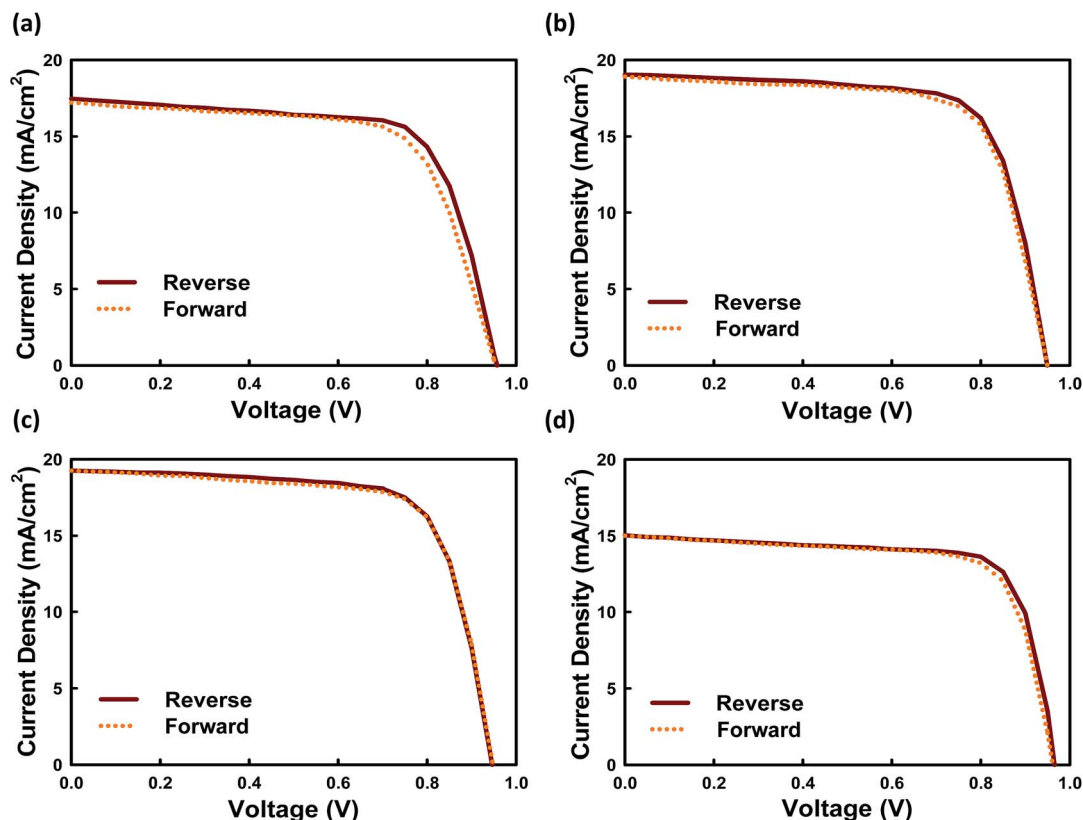 (a)
20
15
10
5
0
Current Density (mA/cm²)
Reverse
Forward
0.0 0.2 0.4 0.6 0.8 1.0
Voltage (V)
(b)
20
15
10
5
0
Current Density (mA/cm²)
Reverse
Forward
0.0 0.2 0.4 0.6 0.8 1.0
Voltage (V)
(c)
20
15
10
5
0
Current Density (mA/cm²)
Reverse
Forward
0.0 0.2 0.4 0.6 0.8 1.0
Voltage (V)
(d)
20
15
10
5
0
Current Density (mA/cm²)
Reverse
Forward
0.0 0.2 0.4 0.6 0.8 1.0
Voltage (V)